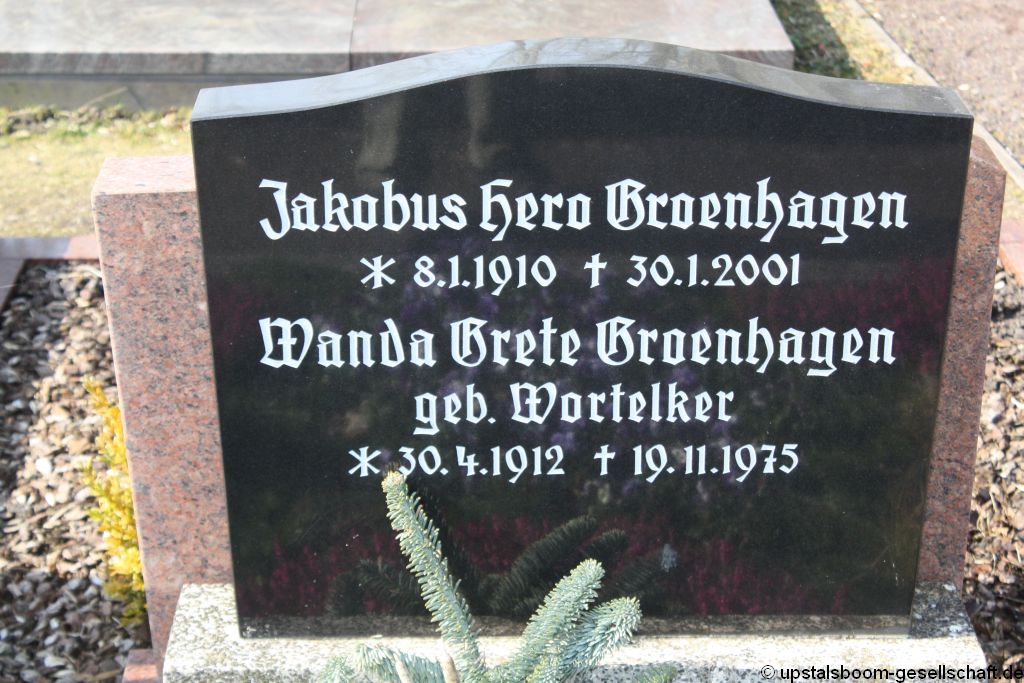 Jakobus Hero Groenhagen
* 8.1.1910 † 30.1.2001
Wanda Grete Groenhagen
geb. Wortelker
* 30.4.1912 † 19.11.1975
© upstalsboom-gesellschaft.de